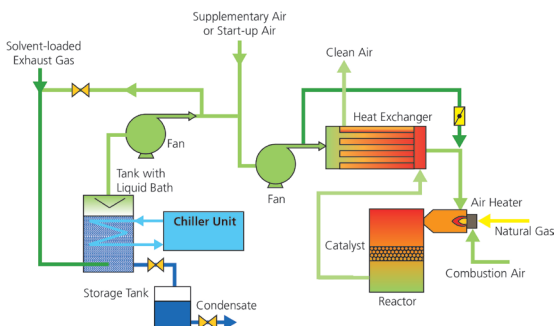 Supplementary Air
or Start-up Air
Solvent-loaded
Exhaust Gas
Clean Air
Heat Exchanger
Fan
Tank with
Liquid Bath
Fan
Chiller Unit
Air Heater
Natural Gas
Catalyst
Combustion Air
Storage Tank
Condensate
Reactor